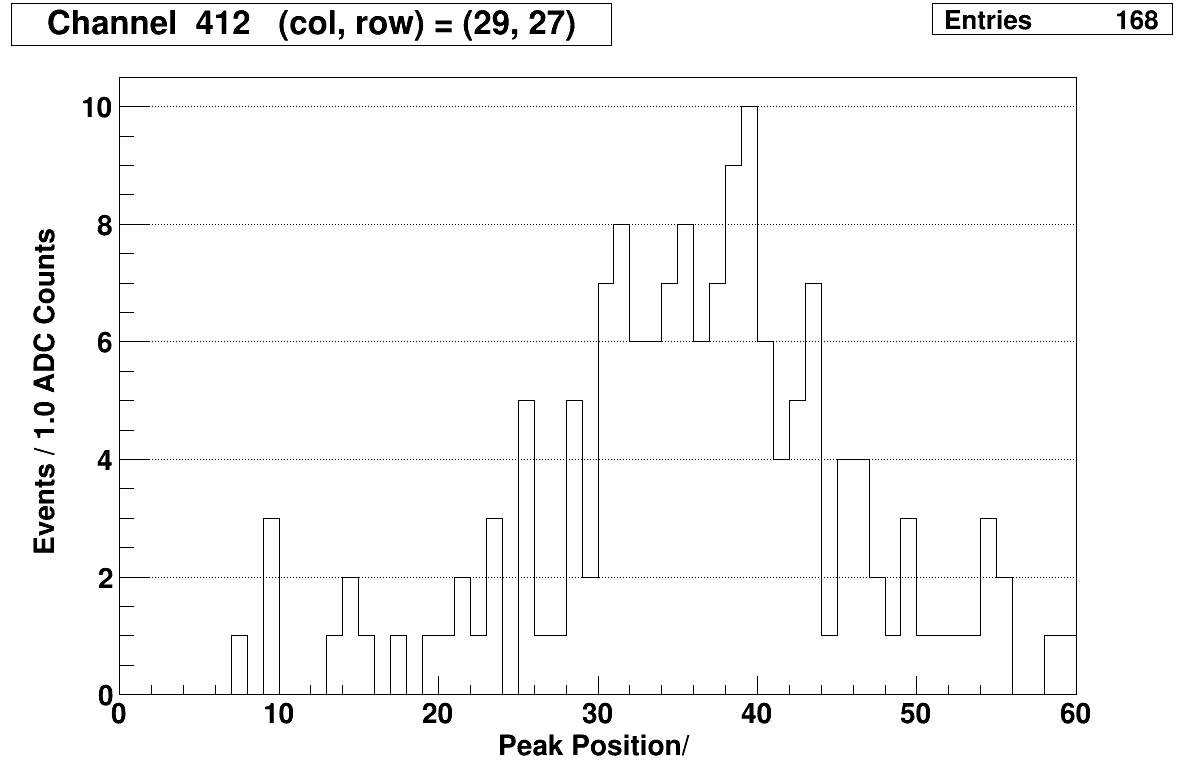 Channel 412 (col, row) = (29, 27)
Entries 168
10
8
6
4
2
0
Events / 1.0 ADC Counts
0 10 20 30 40 50 60
Peak Position/